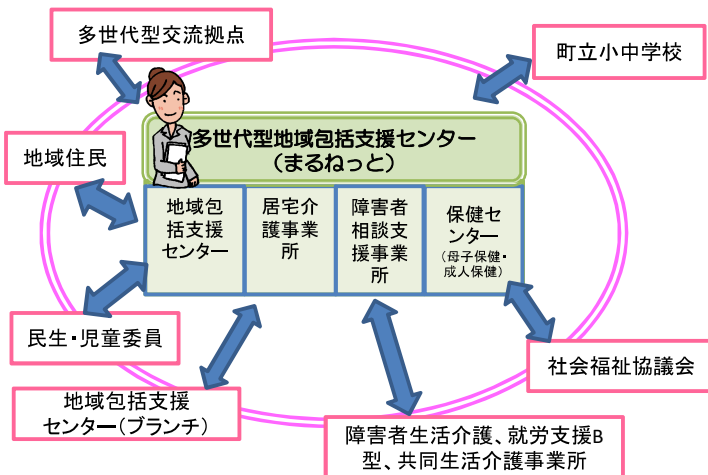 多世代型交流拠点
町立小中学校
多世代型地域包括支援センター
(まるねっと)
地域住民
地域包
括支援
センター
居宅介
護事業
所
障害者
相談支
援事業
所
保健セ
ンター
(母子保健・
成人保健)
民生・児童委員
社会福祉協議会
地域包括支援
センター(ブランチ)
障害者生活介護、就労支援B
型、共同生活介護事業所